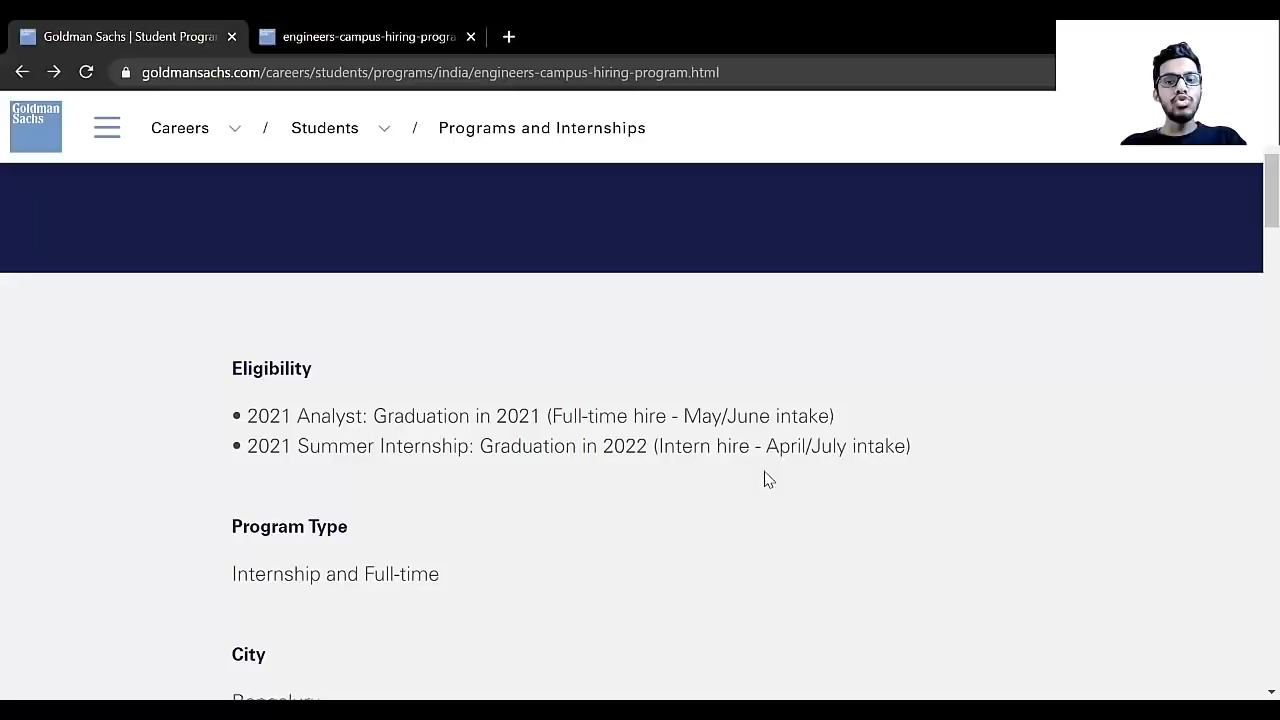 Goldman Sachs | Student Progra
engineers-campus-hiring-progra
goldmansachs.com/careers/students/programs/india/engineers-campus-hiring-program.html
Goldman
Sachs
Careers / Students / Programs and Internships
Eligibility
• 2021 Analyst: Graduation in 2021 (Full-time hire - May/June intake)
• 2021 Summer Internship: Graduation in 2022 (Intern hire - April/July intake)
Program Type
Internship and Full-time
City